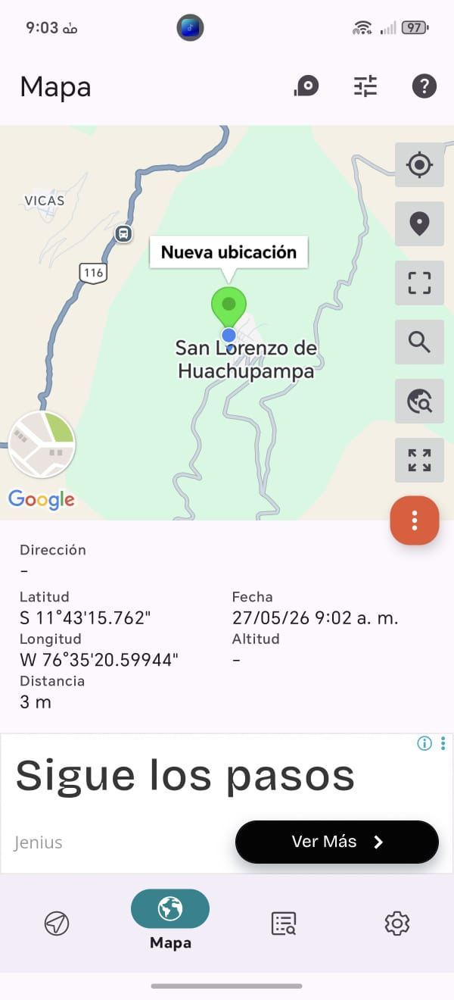 9:03
97
Mapa
VICAS
116
Nueva ubicación
San Lorenzo de
Huachupampa
Google
Dirección
-
Latitud
S 11°43'15.762"
Longitud
W 76°35'20.59944"
Distancia
3 m
Fecha
27/05/26 9:02 a. m.
Altitud
-
Sigue los pasos
Jenius
Ver Más
Mapa